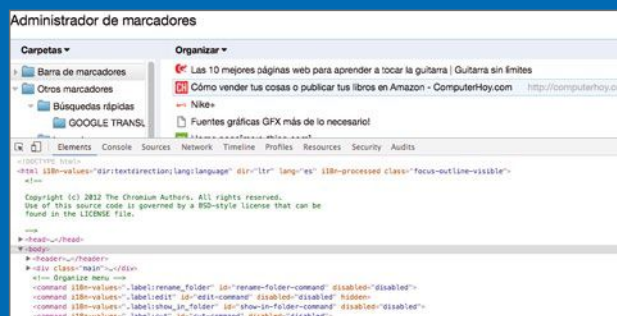 Administrador de marcadores
Carpetas ▾ Organizar ▾
Barra de marcadores
Otros marcadores
Búsquedas rápidas
GOOGLE TRANSL
Las 10 mejores páginas web para aprender a tocar la guitarra | Guitarra sin límites
Cómo vender tus cosas o publicar tus libros en Amazon - ComputerHoy.com http://computerhoy.c
Nike+
Fuentes gráficas GFX más de lo necesario!
Elements Console Sources Network Timeline Profiles Resources Security Audits
<!DOCTYPE html>
<html i18n-values="dir:textdirection;lang:language" dir="ltr" lang="es" i18n-processed class="focus-outline-visible">
<!--
Copyright (c) 2012 The Chromium Authors. All rights reserved.
Use of this source code is governed by a BSD-style license that can be
found in the LICENSE file.
-->
▶<head>…</head>
▼<body>
▶<header>…</header>
▶<div class="main">…</div>
<!-- Organize menu -->
<command i18n-values=".label:rename_folder" id="rename-folder-command" disabled="disabled">
<command i18n-values=".label:edit" id="edit-command" disabled="disabled" hidden>
<command i18n-values=".label:show_in_folder" id="show-in-folder-command" disabled="disabled">